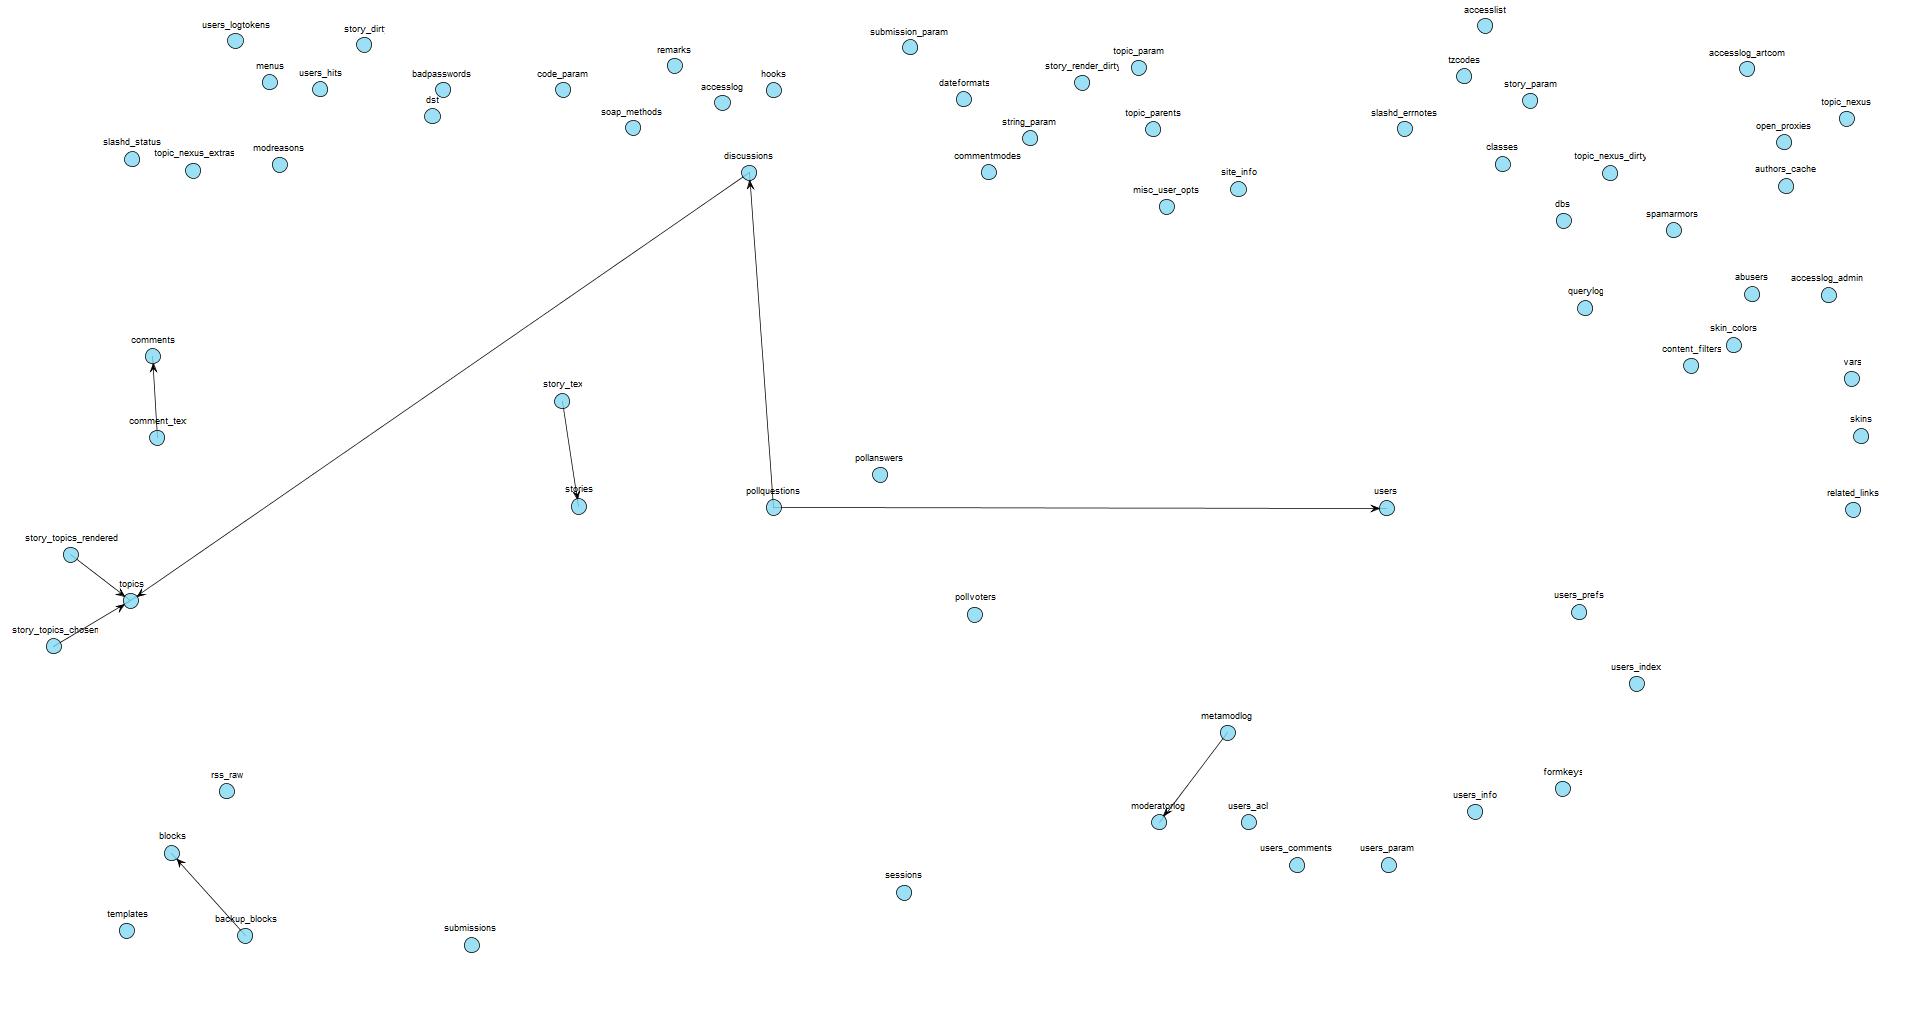 accesslist
users_logtokens
story_dirt
submission_param
remarks
topic_param
accesslog_artcom
tzcodes
menus
story_render_dirty
users_hits
badpasswords
code_param
hooks
dateformats
story_param
accesslog
dst
topic_nexus
soap_methods
topic_parents
slashd_errnotes
string_param
open_proxies
slashd_status
modreasons
classes
topic_nexus_extras
discussions
commentmodes
topic_nexus_dirty
authors_cache
site_info
misc_user_opts
dbs
spamarmors
abusers
accesslog_admin
querylog
skin_colors
comments
content_filters
vars
story_tex
comment_tex
skins
pollanswers
stories
pollquestions
users
related_links
story_topics_rendered
topics
users_prefs
pollvoters
story_topics_chosen
users_index
metamodlog
rss_raw
formkeys
users_info
moderatorlog
users_acl
blocks
users_comments
users_param
sessions
templates
backup_blocks
submissions